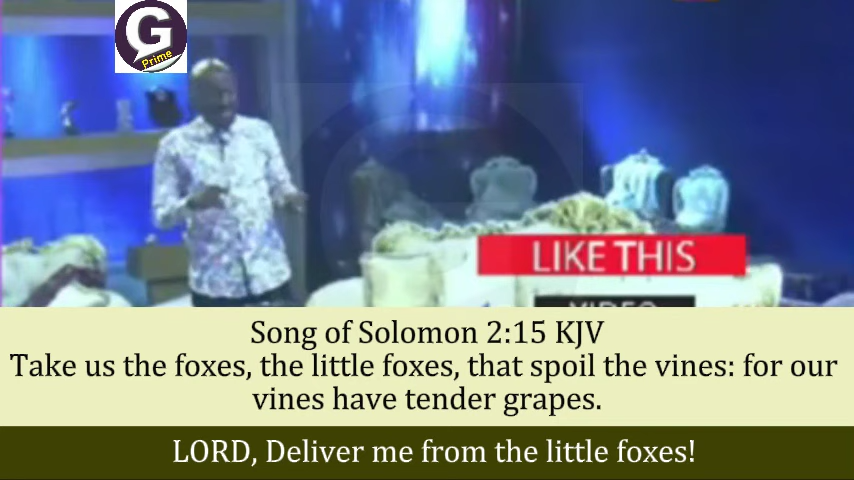 G
Prime
LIKE THIS
VIDEO
Song of Solomon 2:15 KJV
Take us the foxes, the little foxes, that spoil the vines: for our
vines have tender grapes.
LORD, Deliver me from the little foxes!